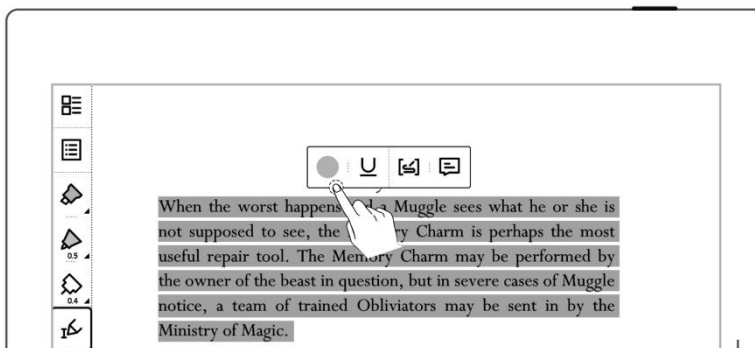 When the worst happens a Muggle sees what he or she is
not supposed to see, the Charm is perhaps the most
useful repair tool. The Memory Charm may be performed by
the owner of the beast in question, but in severe cases of Muggle
notice, a team of trained Obliviators may be sent in by the
Ministry of Magic.
0.5
0.4